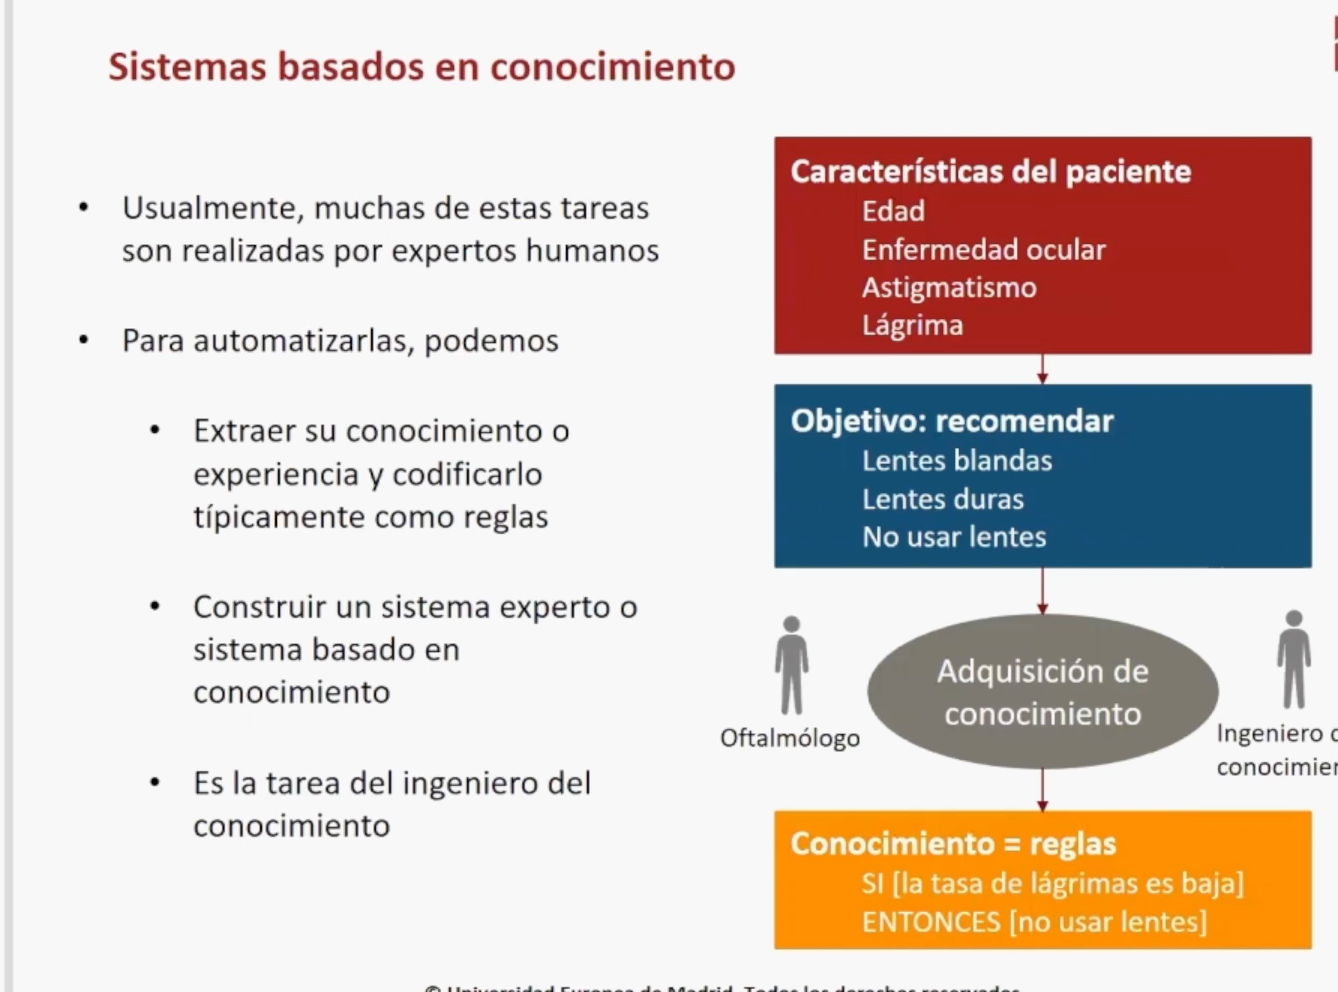 Sistemas basados en conocimiento
• Usualmente, muchas de estas tareas
son realizadas por expertos humanos
• Para automatizarlas, podemos
• Extraer su conocimiento o
experiencia y codificarlo
típicamente como reglas
• Construir un sistema experto o
sistema basado en
conocimiento
• Es la tarea del ingeniero del
conocimiento
Características del paciente
Edad
Enfermedad ocular
Astigmatismo
Lágrima
Objetivo: recomendar
Lentes blandas
Lentes duras
No usar lentes
Oftalmólogo
Adquisición de
conocimiento
Ingeniero
Conocimiento = reglas
SI [la tasa de lágrimas es baja]
ENTONCES [no usar lentes]
© Universidad Europea de Madrid. Todos los derechos reservados